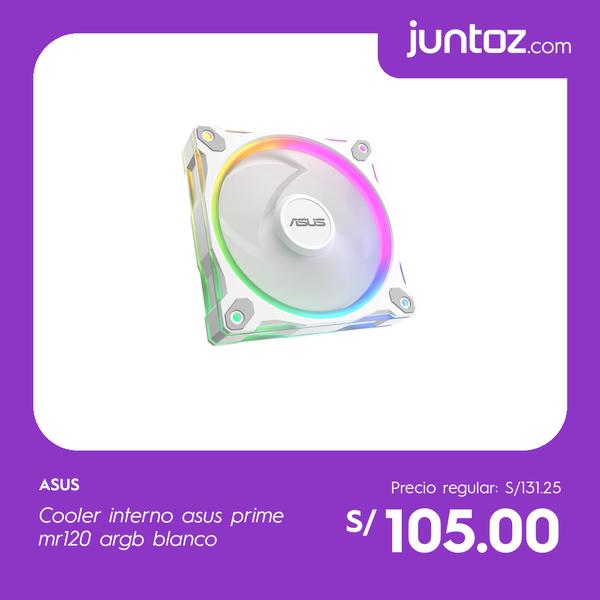 juntoz.com
ASUS
ASUS
Cooler interno asus prime
mr120 argb blanco
Precio regular: S/131.25
S/105.00